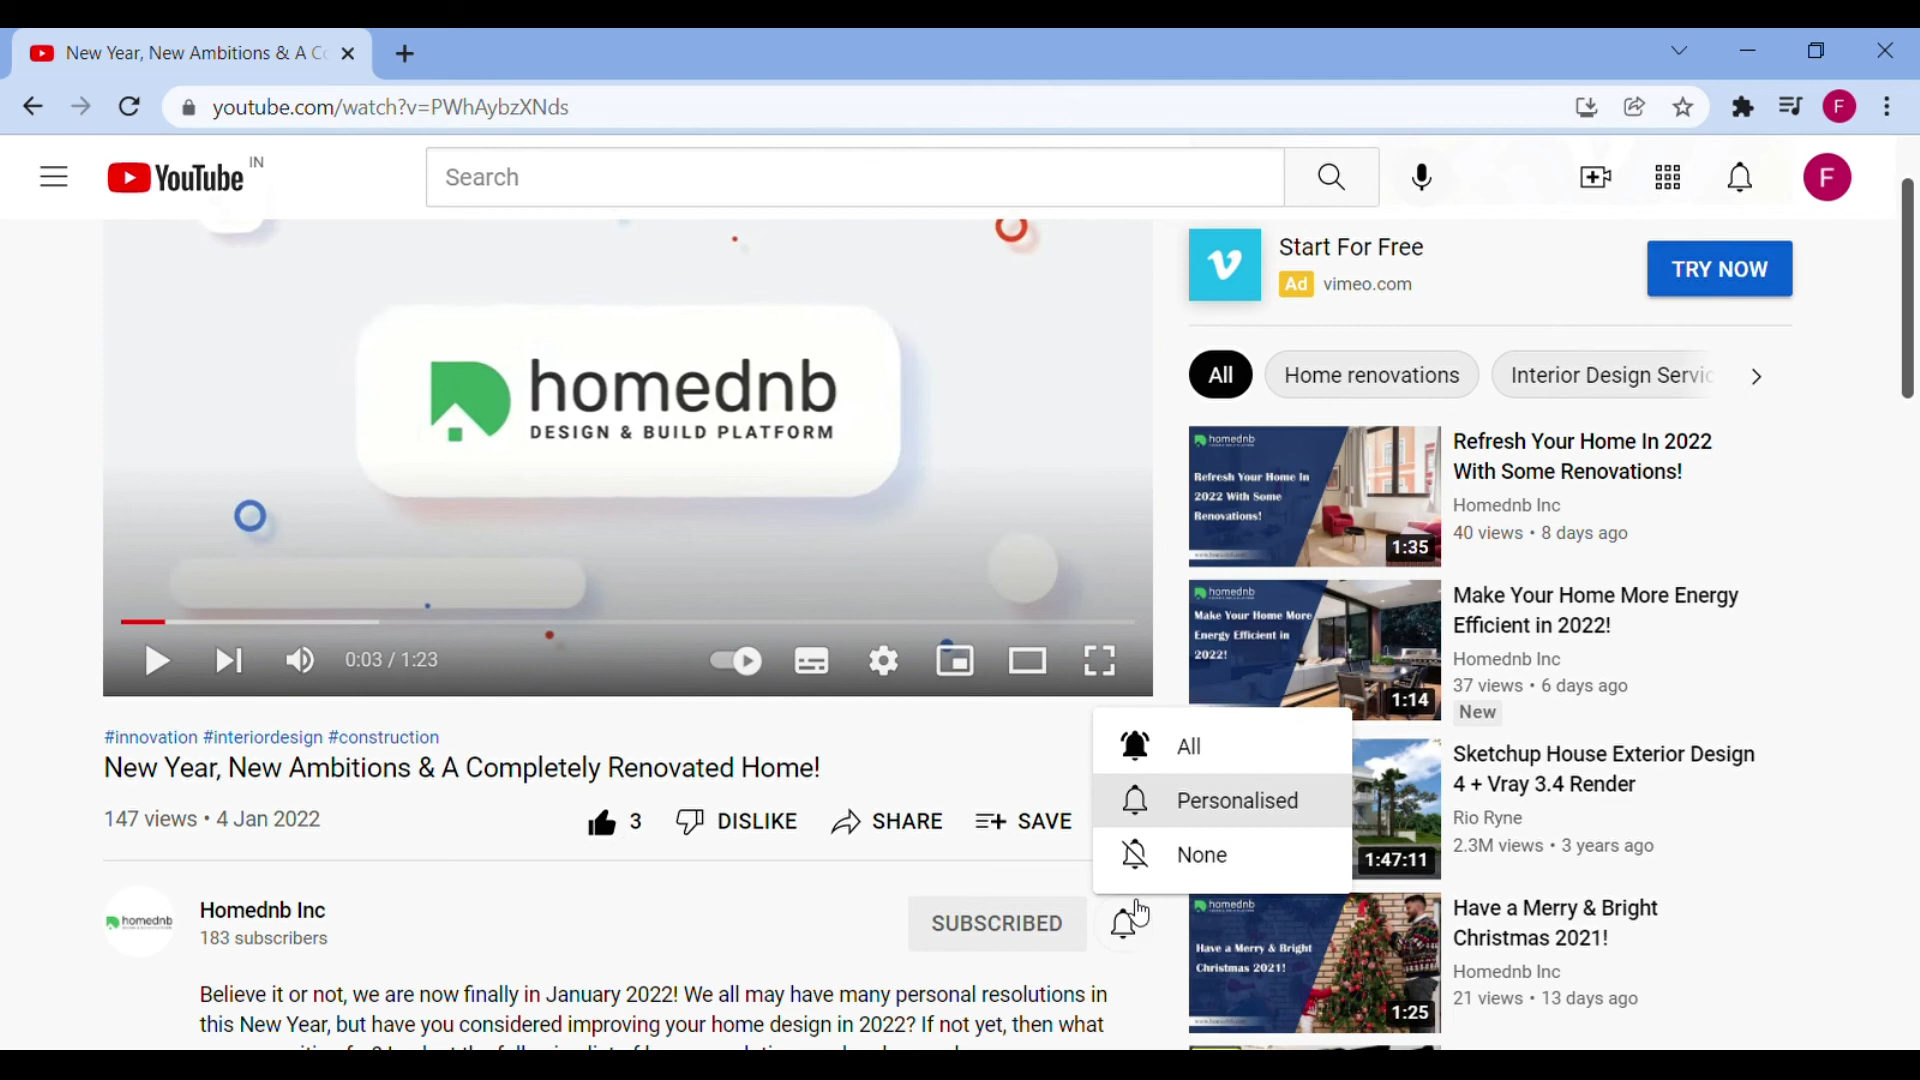 New Year, New Ambitions & A Co
youtube.com/watch?v=PWhAybzXNds
F
YouTube IN
Search
F
homednb
DESIGN & BUILD PLATFORM
0:03 / 1:23
#innovation #interiordesign #construction
New Year, New Ambitions & A Completely Renovated Home!
147 views • 4 Jan 2022
3
DISLIKE
SHARE
SAVE
All
Personalised
None
Homednb Inc
183 subscribers
SUBSCRIBED
Believe it or not, we are now finally in January 2022! We all may have many personal resolutions in
this New Year, but have you considered improving your home design in 2022? If not yet, then what
Start For Free
Ad vimeo.com
TRY NOW
All
Home renovations
Interior Design Servic
homednb
Refresh Your Home In
2022 With Some
Renovations!
1:35
Refresh Your Home In 2022
With Some Renovations!
Homednb Inc
40 views • 8 days ago
homednb
Make Your Home More
Energy Efficient in
2022!
1:14
Make Your Home More Energy
Efficient in 2022!
Homednb Inc
37 views • 6 days ago
New
1:47:11
Sketchup House Exterior Design
4 + Vray 3.4 Render
Rio Ryne
2.3M views • 3 years ago
homednb
Have a Merry & Bright
Christmas 2021!
1:25
Have a Merry & Bright
Christmas 2021!
Homednb Inc
21 views • 13 days ago